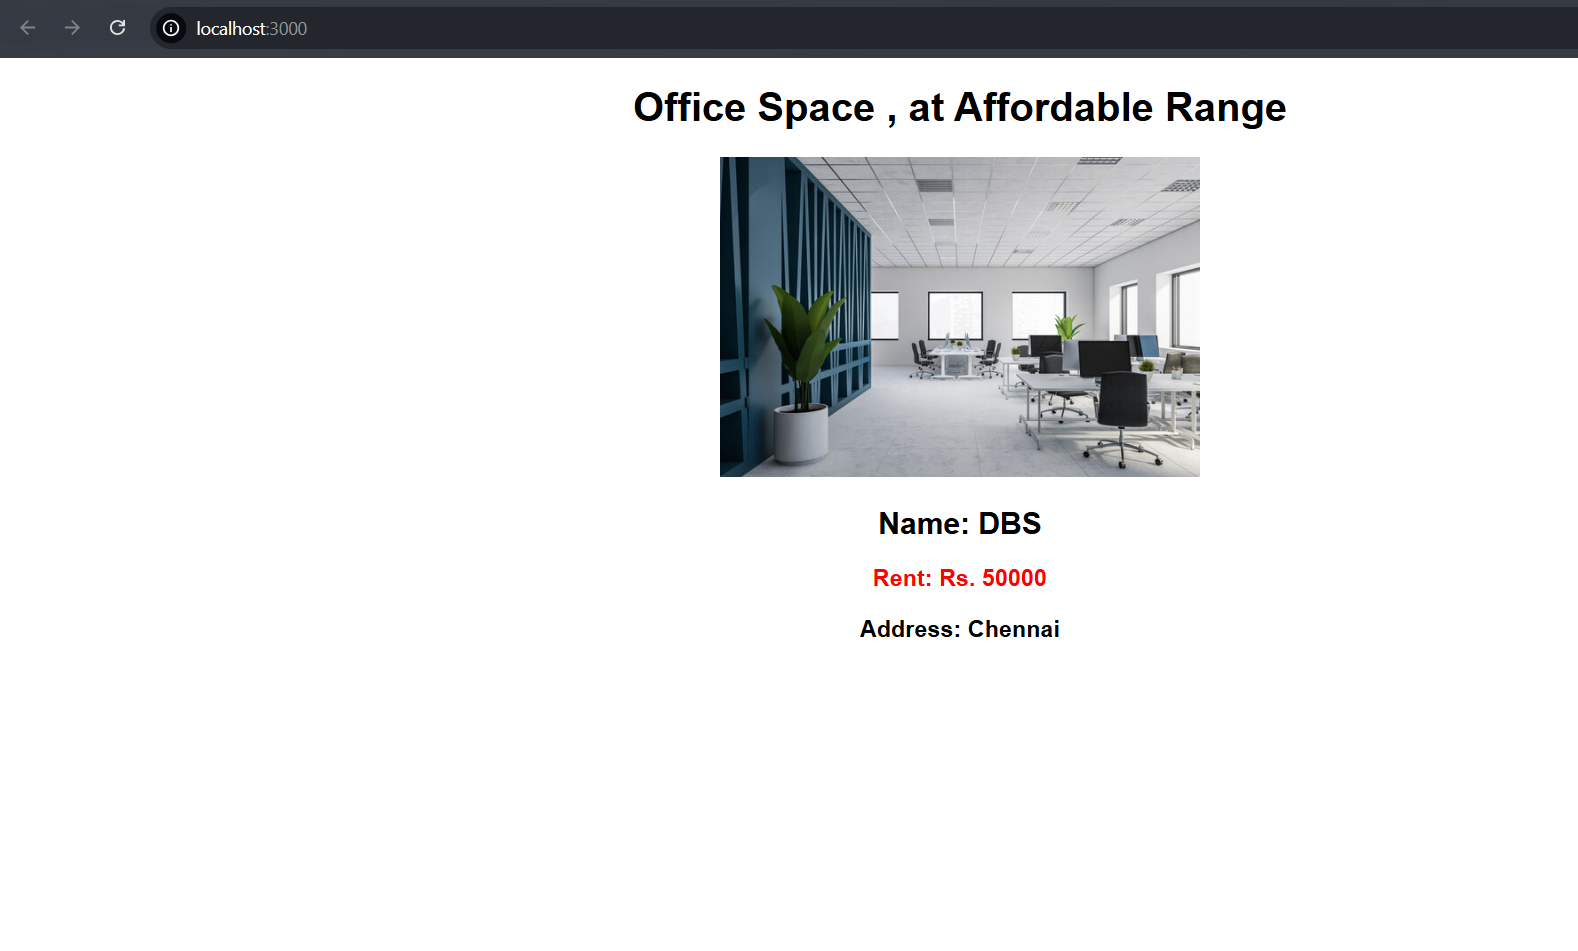 localhost:3000
Office Space , at Affordable Range
Name: DBS
Rent: Rs. 50000
Address: Chennai